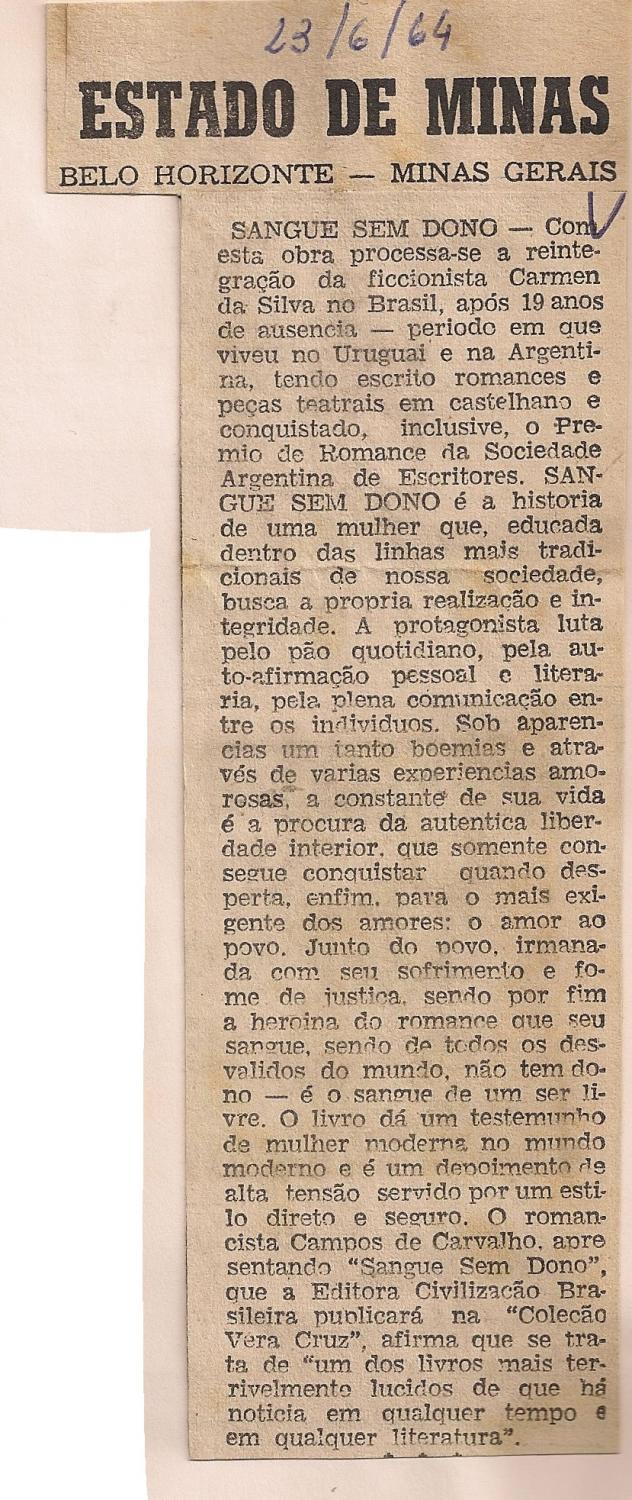 23/6/64
ESTADO DE MINAS
BELO HORIZONTE — MINAS GERAIS
SANGUE SEM DONO — Com
esta obra processa-se a reinte-
gração da ficcionista Carmen
da Silva no Brasil, após 19 anos
de ausencia — periodo em que
viveu no Uruguai e na Argenti-
na, tendo escrito romances e
peças teatrais em castelhano e
conquistado, inclusive, o Pre-
mio de Romance da Sociedade
Argentina de Escritores. SAN-
GUE SEM DONO é a historia
de uma mulher que, educada
dentro das linhas mais tradi-
cionais de nossa sociedade,
busca a propria realização e in-
tegridade. A protagonista luta
pelo pão quotidiano, pela au-
to-afirmação pessoal e litera-
ria, pela plena comunicação en-
tre os individuos. Sob aparen-
cias um tanto boemias e atra-
vés de varias experiencias amo-
rosas, a constante de sua vida
é a procura da autentica liber-
dade interior, que somente con-
segue conquistar quando des-
perta, enfim, para o mais exi-
gente dos amores: o amor ao
povo. Junto do povo, irmana-
da com seu sofrimento e fo-
me de justiça, sendo por fim
a heroina do romance que seu
sangue, sendo de todos os des-
validos do mundo, não tem do-
no — é o sangue de um ser li-
vre. O livro dá um testemunho
de mulher moderna no mundo
moderno e é um depoimento de
alta tensão servido por um esti-
lo direto e seguro. O roman-
cista Campos de Carvalho, apre
sentando "Sangue Sem Dono",
que a Editora Civilização Bra-
sileira publicará na "Coleção
Vera Cruz", afirma que se tra-
ta de "um dos livros mais ter-
rivelmente lucidos de que há
noticia em qualquer tempo e
em qualquer literatura".